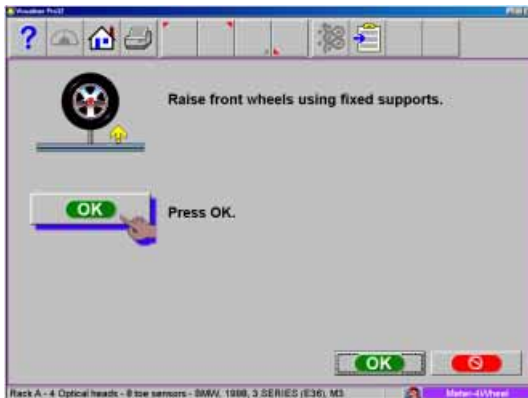 Visualiner Pro32
?
Raise front wheels using fixed supports.
OK
Press OK.
OK
Rack A - 4 Optical heads - 8 toe sensors - BMW, 1998, 3 SERIES (E36), M3
Meter-4Wheel